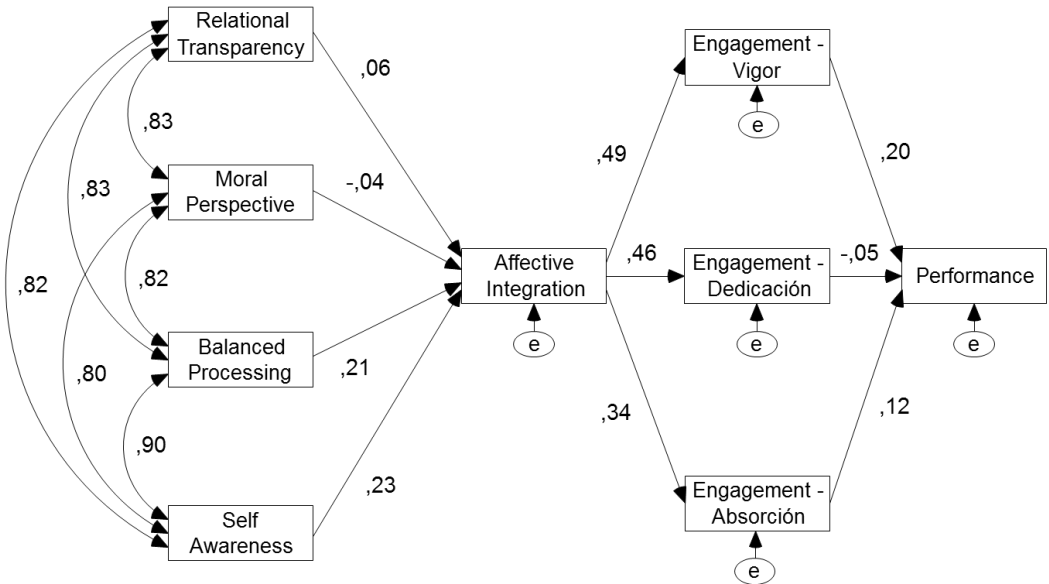 Relational
Transparency
Engagement -
Vigor
,06
,83
,49
,20
Moral
Perspective
-,04
,83
e
Affective
Integration
,46
Engagement -
Dedicación
-,05
Performance
,82
,82
e
e
e
Balanced
Processing
,21
,80
,34
,12
,90
,23
Engagement -
Absorción
Self
Awareness
e